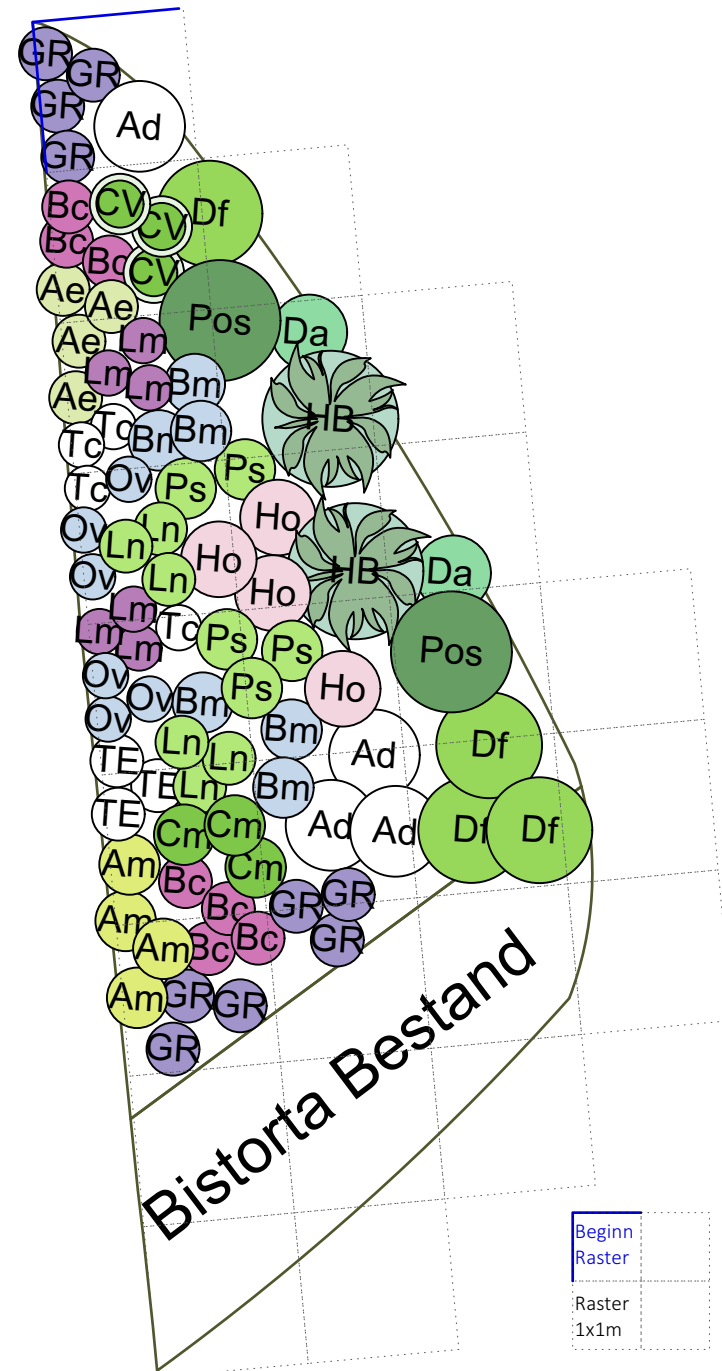 GR
GR
GR
Ad
GR
Bc
CV
CV
Df
Bc
Bc
CV
Ae
Ae
Pos
Da
Ae
Lm
Lm
Lm
Bm
Ae
HB
Tc
Tc
Bm
Bm
Tc
Ov
Ps
Ps
Ho
Ov
Ln
Ln
Ho
Ov
Ln
Ho
HB
Da
Lm
Lm
Lm
Tc
Ps
Ps
Pos
Ov
Ov
Ov
Bm
Ps
Ho
Bm
TE
Ln
Ln
Ad
Df
TE
Ln
Bm
TE
Cm
Cm
Ad
Ad
Df
Df
Am
Bc
Cm
GR
GR
Am
Bc
Am
Bc
Bc
GR
Am
GR
GR
GR
Bistorta Bestand
Beginn
Raster
Raster
1x1m